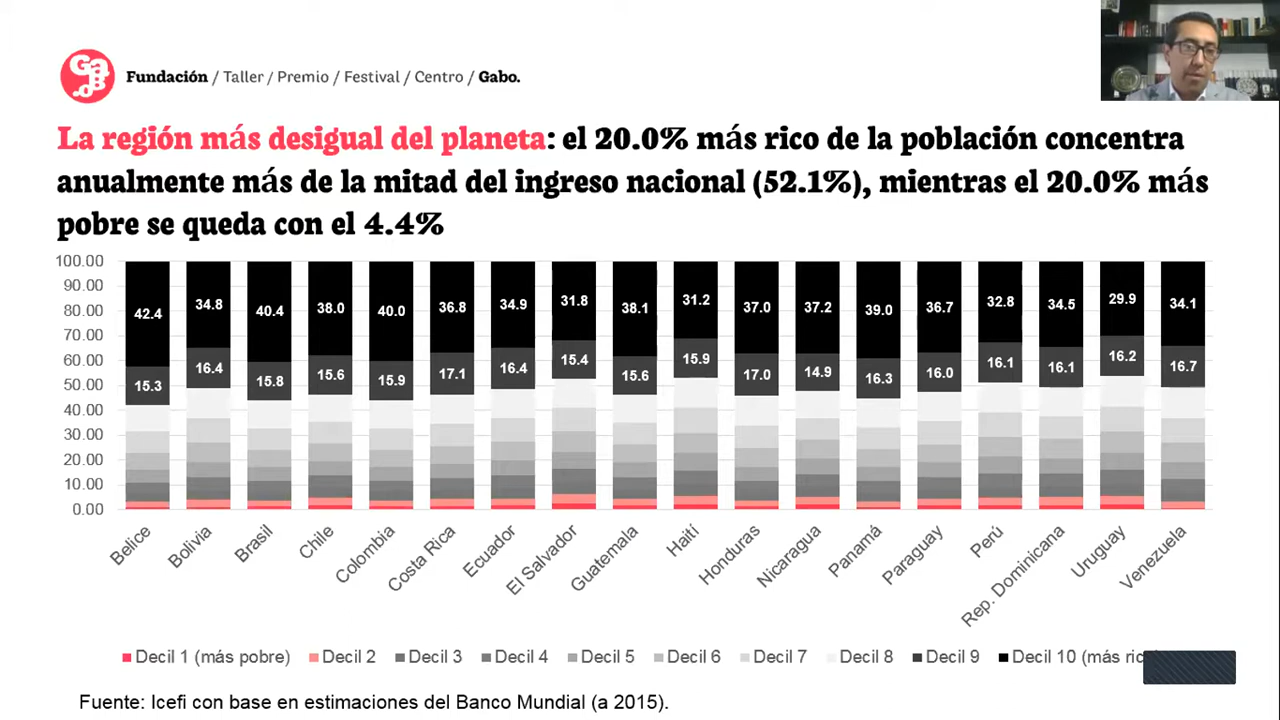 Gabo.
Fundación / Taller / Premio / Festival / Centro / Gabo.
La región más desigual del planeta: el 20.0% más rico de la población concentra
anualmente más de la mitad del ingreso nacional (52.1%), mientras el 20.0% más
pobre se queda con el 4.4%
100.00
90.00
80.00
70.00
60.00
50.00
40.00
30.00
20.00
10.00
0.00
42.4 34.8 40.4 38.0 40.0 36.8 34.9 31.8 38.1 31.2 37.0 37.2 39.0 36.7 32.8 34.5 29.9 34.1
15.3 16.4 15.8 15.6 15.9 17.1 16.4 15.4 15.6 15.9 17.0 14.9 16.3 16.0 16.1 16.1 16.2 16.7
Belice Bolivia Brasil Chile Colombia Costa Rica Ecuador El Salvador Guatemala Haití Honduras Nicaragua Panamá Paraguay Perú Rep. Dominicana Uruguay Venezuela
Decil 1 (más pobre) Decil 2 Decil 3 Decil 4 Decil 5 Decil 6 Decil 7 Decil 8 Decil 9 Decil 10 (más ric
Fuente: Icefi con base en estimaciones del Banco Mundial (a 2015).